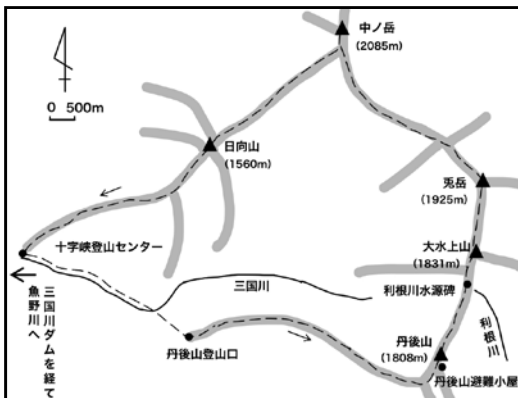 中ノ岳
(2085m)
0 500m
日向山
(1560m)
兎岳
(1925m)
十字峡登山センター
大水上山
(1831m)
三国川
利根川水源碑
三国川ダムを経て
魚野川へ
利根川
丹後山登山口
丹後山
(1808m)
丹後山避難小屋